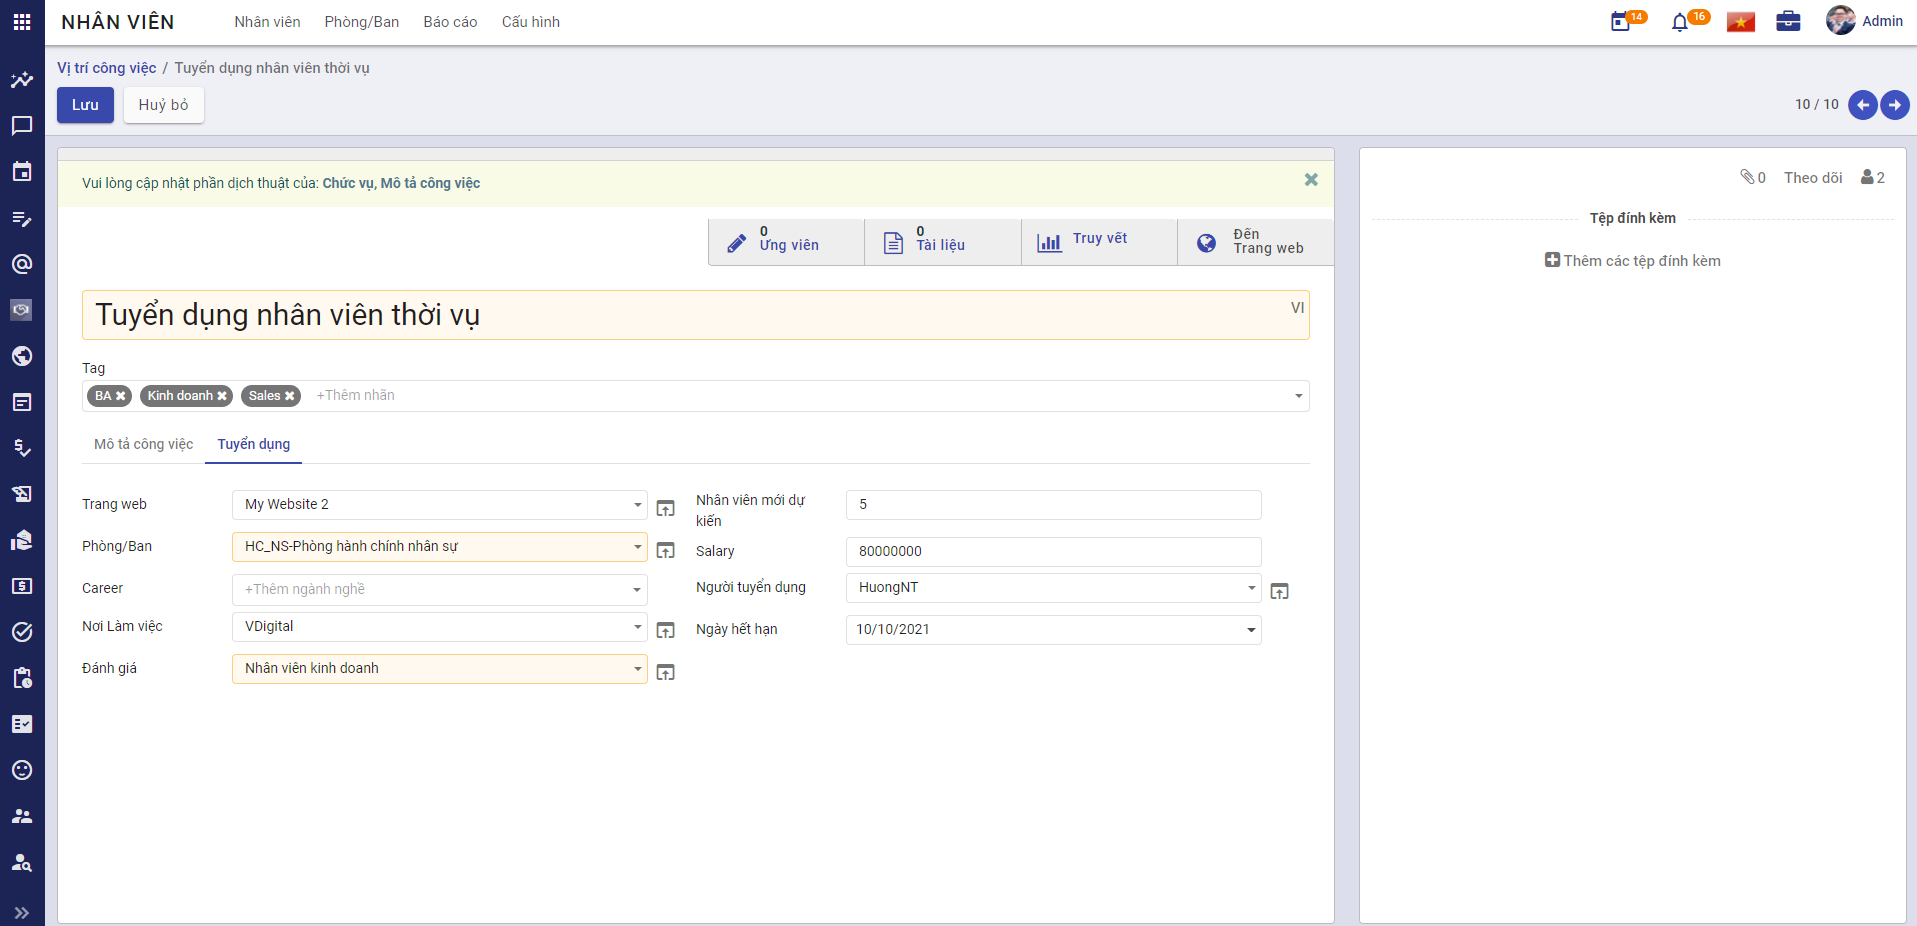 NHÂN VIÊN Nhân viên Phòng/Ban Báo cáo Cấu hình 14 16 Admin
Vị trí công việc / Tuyển dụng nhân viên thời vụ
Lưu Huỷ bỏ 10 / 10
Vui lòng cập nhật phần dịch thuật của: Chức vụ, Mô tả công việc
0 Theo dõi 2
Tệp đính kèm
Thêm các tệp đính kèm
0 Ứng viên
0 Tài liệu
Truy vết
Đến Trang web
Tuyển dụng nhân viên thời vụ VI
Tag
BA Kinh doanh Sales +Thêm nhãn
Mô tả công việc Tuyển dụng
Trang web My Website 2
Phòng/Ban HC_NS-Phòng hành chính nhân sự
Career +Thêm ngành nghề
Nơi Làm việc VDigital
Đánh giá Nhân viên kinh doanh
Nhân viên mới dự kiến 5
Salary 80000000
Người tuyển dụng HuongNT
Ngày hết hạn 10/10/2021